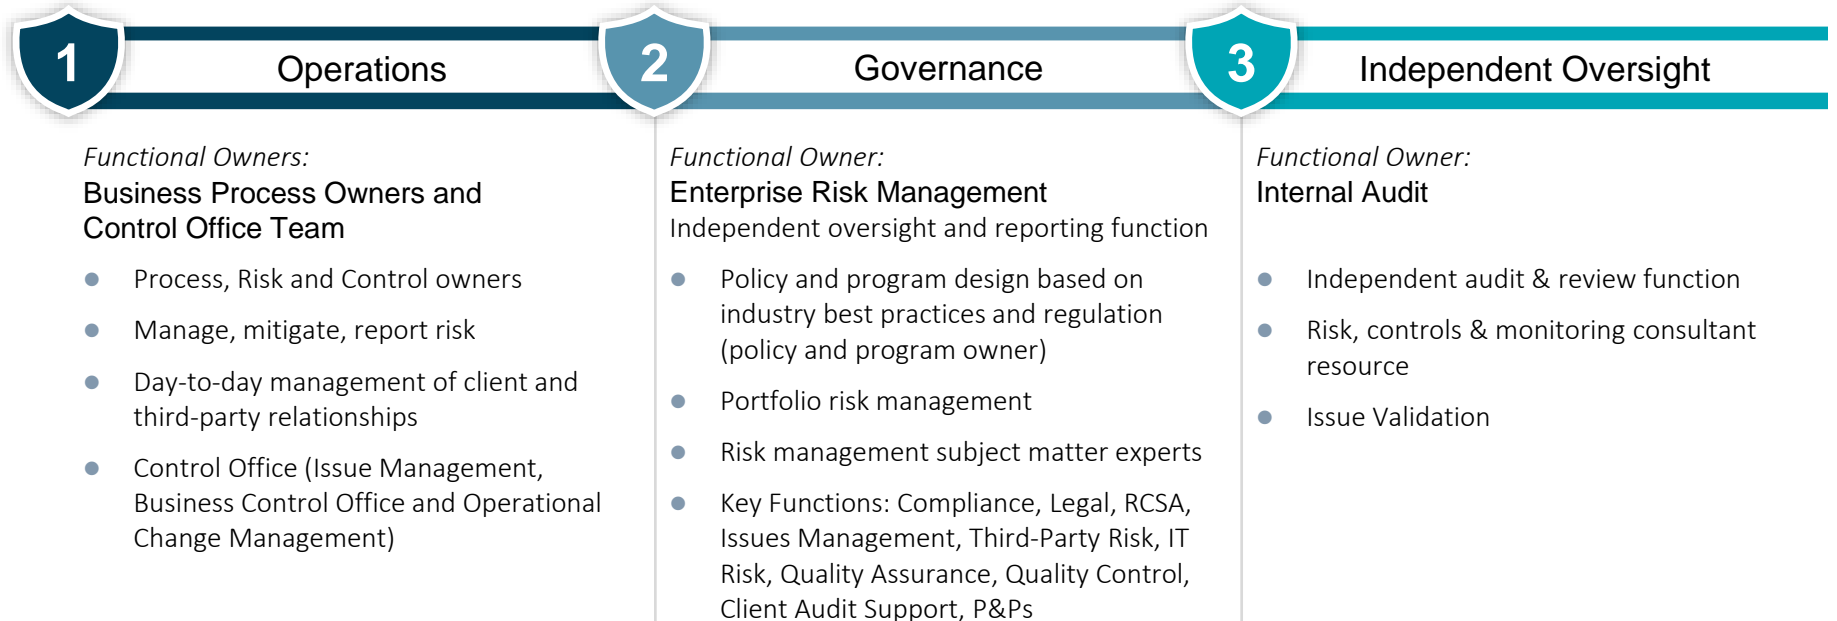 1
Operations
2
Governance
3
Independent Oversight
Functional Owners:
Business Process Owners and
Control Office Team
● Process, Risk and Control owners
● Manage, mitigate, report risk
● Day-to-day management of client and
third-party relationships
● Control Office (Issue Management,
Business Control Office and Operational
Change Management)
Functional Owner:
Enterprise Risk Management
Independent oversight and reporting function
● Policy and program design based on
industry best practices and regulation
(policy and program owner)
● Portfolio risk management
● Risk management subject matter experts
● Key Functions: Compliance, Legal, RCSA,
Issues Management, Third-Party Risk, IT
Risk, Quality Assurance, Quality Control,
Client Audit Support, P&Ps
Functional Owner:
Internal Audit
● Independent audit & review function
● Risk, controls & monitoring consultant
resource
● Issue Validation